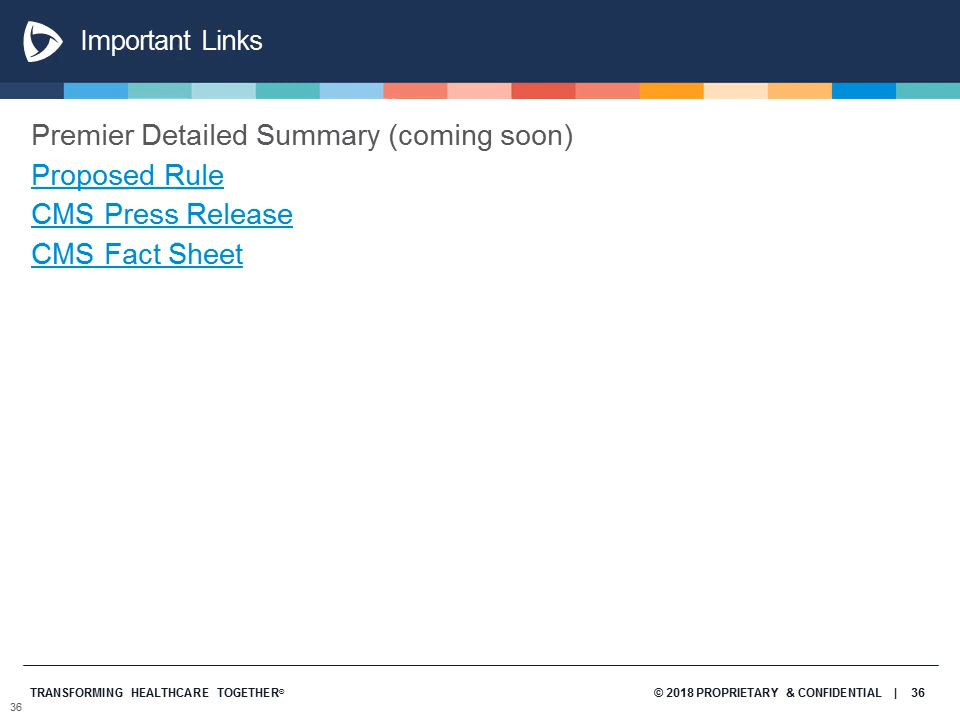 Important Links
Premier Detailed Summary (coming soon)
Proposed Rule
CMS Press Release
CMS Fact Sheet
TRANSFORMING HEALTHCARE TOGETHER® © 2018 PROPRIETARY & CONFIDENTIAL | 36
36